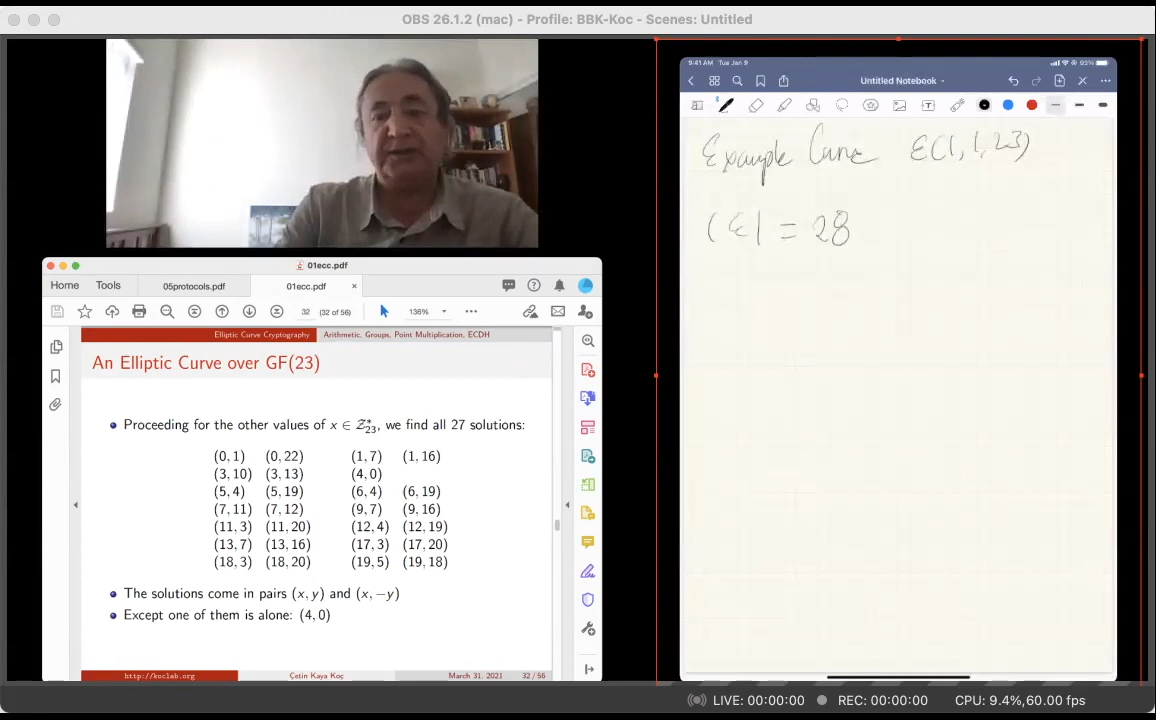 OBS 26.1.2 (mac) - Profile: BBK-Koc - Scenes: Untitled
9:41 AM Tue Jan 9
93%
Untitled Notebook
Example Curve E(1, 1, 23)
|E| = 28
01ecc.pdf
Home Tools 05protocols.pdf 01ecc.pdf ×
32 (32 of 56) 136%
Elliptic Curve Cryptography Arithmetic, Groups, Point Multiplication, ECDH
An Elliptic Curve over GF(23)
• Proceeding for the other values of x ∈ Z*₂₃, we find all 27 solutions:
(0, 1) (0, 22) (1, 7) (1, 16)
(3, 10) (3, 13) (4, 0)
(5, 4) (5, 19) (6, 4) (6, 19)
(7, 11) (7, 12) (9, 7) (9, 16)
(11, 3) (11, 20) (12, 4) (12, 19)
(13, 7) (13, 16) (17, 3) (17, 20)
(18, 3) (18, 20) (19, 5) (19, 18)
• The solutions come in pairs (x, y) and (x, −y)
• Except one of them is alone: (4, 0)
http://koclab.org Çetin Kaya Koç March 31, 2021 32 / 56
LIVE: 00:00:00 REC: 00:00:00 CPU: 9.4%,60.00 fps